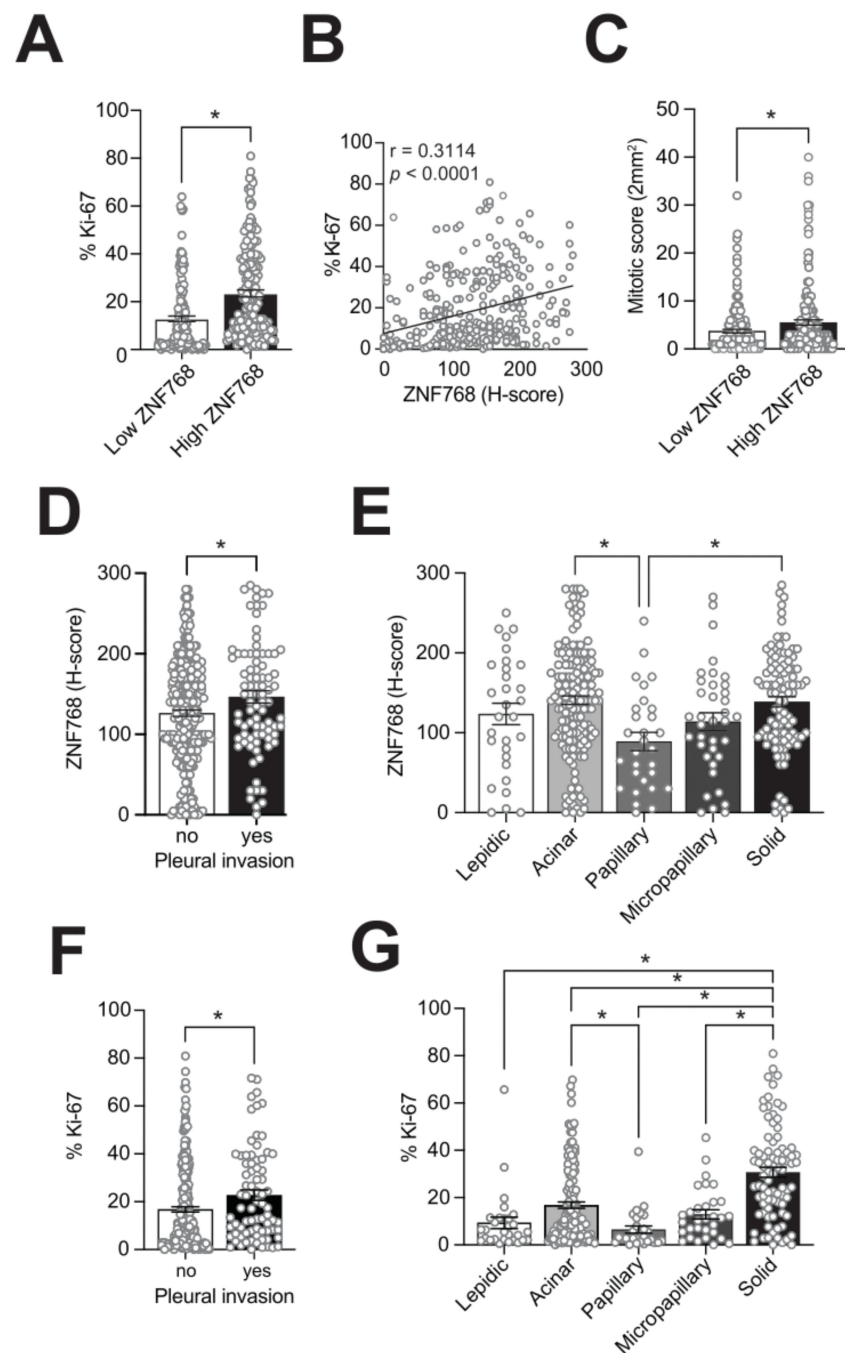 A
B
C
*
100
80
60
40
20
0
% Ki-67
Low ZNF768
High ZNF768
r = 0.3114
p < 0.0001
100
80
60
40
20
0
% Ki-67
0
100
200
300
ZNF768 (H-score)
*
50
40
30
20
10
0
Mitotic score (2mm²)
Low ZNF768
High ZNF768
D
E
*
300
200
100
0
ZNF768 (H-score)
no
yes
Pleural invasion
*
*
300
200
100
0
ZNF768 (H-score)
Lepidic
Acinar
Papillary
Micropapillary
Solid
F
G
*
100
80
60
40
20
0
% Ki-67
no
yes
Pleural invasion
*
*
*
*
*
100
80
60
40
20
0
% Ki-67
Lepidic
Acinar
Papillary
Micropapillary
Solid